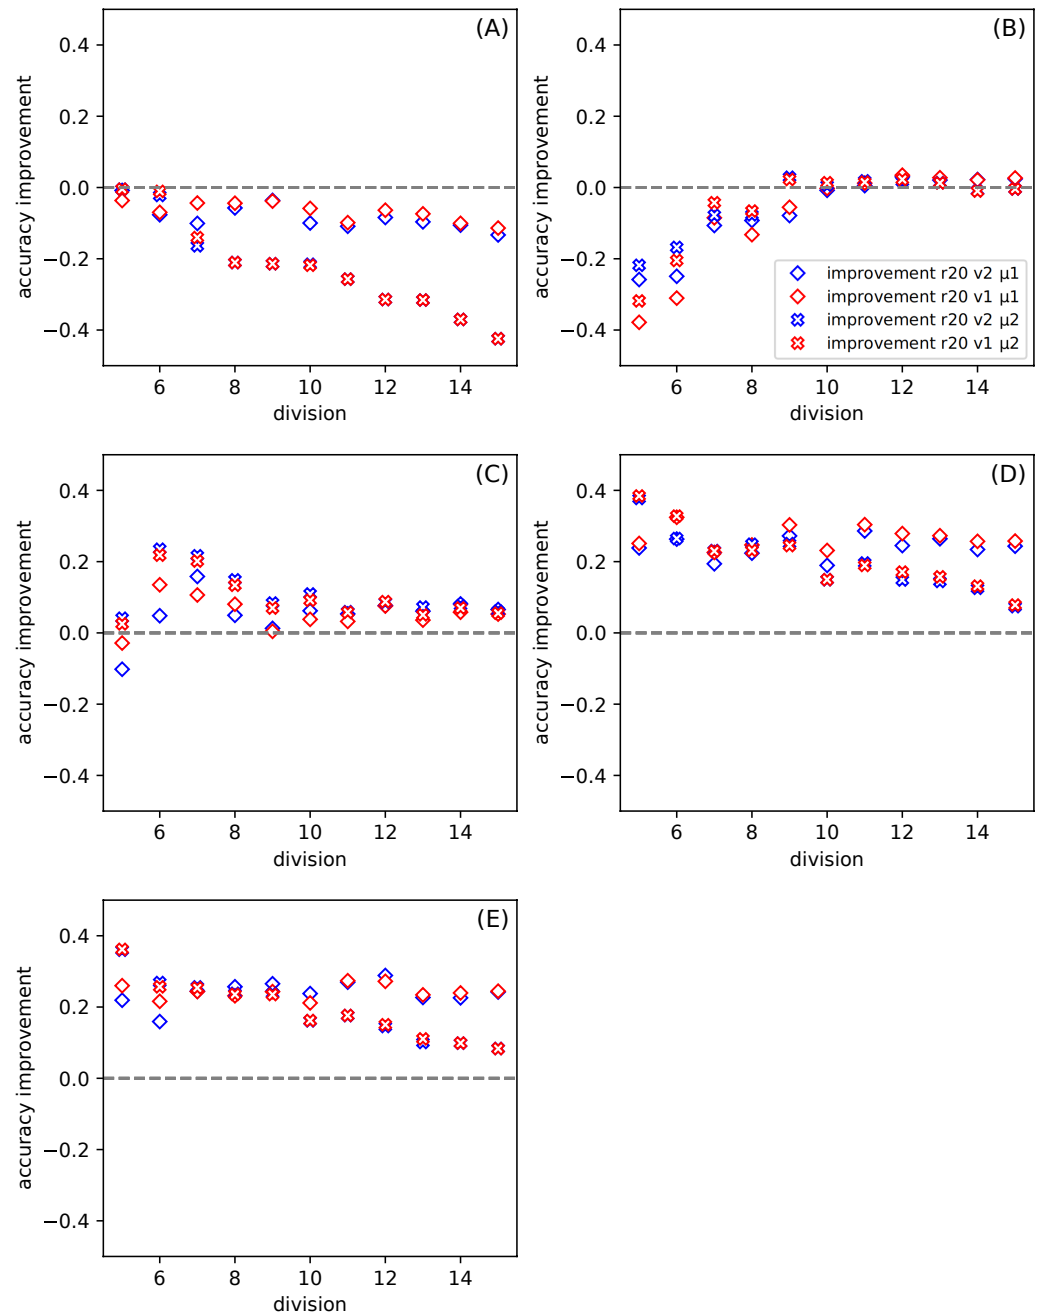 (A)
accuracy improvement
0.4
0.2
0.0
−0.2
−0.4
6 8 10 12 14
division
(B)
accuracy improvement
0.4
0.2
0.0
−0.2
−0.4
improvement r20 v2 μ1
improvement r20 v1 μ1
improvement r20 v2 μ2
improvement r20 v1 μ2
6 8 10 12 14
division
(C)
accuracy improvement
0.4
0.2
0.0
−0.2
−0.4
6 8 10 12 14
division
(D)
accuracy improvement
0.4
0.2
0.0
−0.2
−0.4
6 8 10 12 14
division
(E)
accuracy improvement
0.4
0.2
0.0
−0.2
−0.4
6 8 10 12 14
division